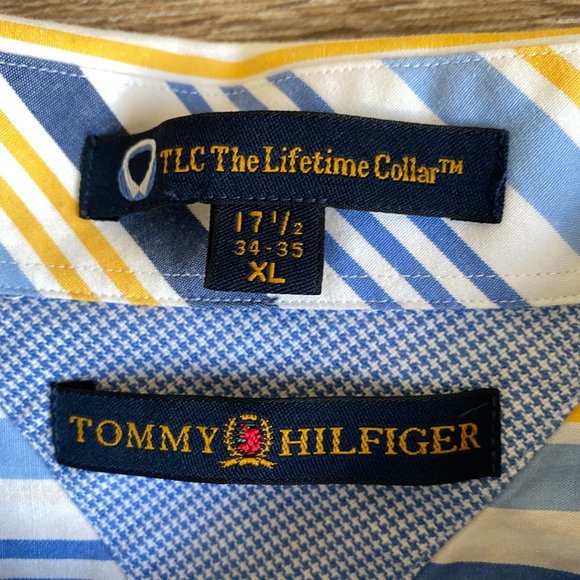 TLC The Lifetime Collar™
17 1/2
34-35
XL
TOMMY HILFIGER